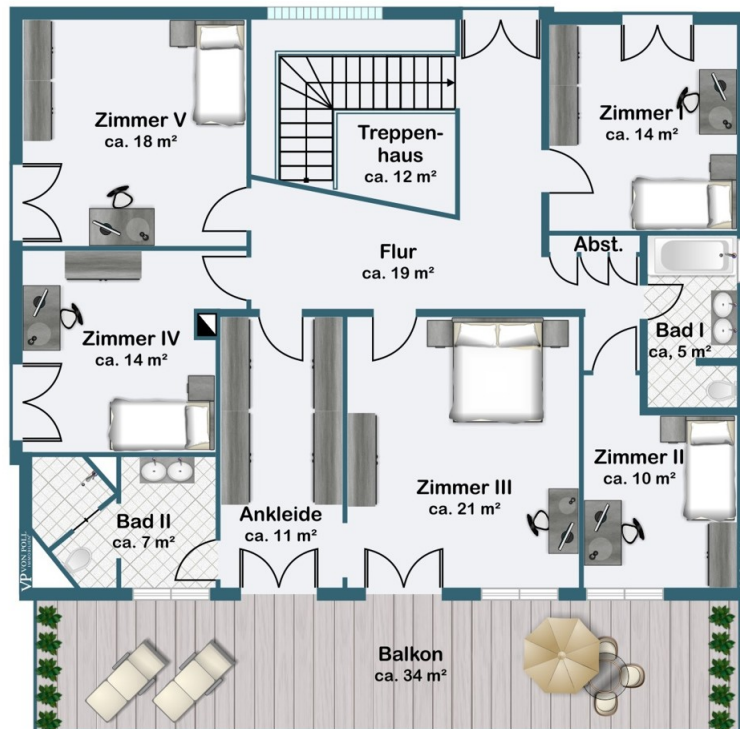 Zimmer V
ca. 18 m²
Treppen-
haus
ca. 12 m²
Zimmer I
ca. 14 m²
Flur
ca. 19 m²
Abst.
Zimmer IV
ca. 14 m²
Bad I
ca, 5 m²
Bad II
ca. 7 m²
Ankleide
ca. 11 m²
Zimmer III
ca. 21 m²
Zimmer II
ca. 10 m²
VP VON POLL
Balkon
ca. 34 m²